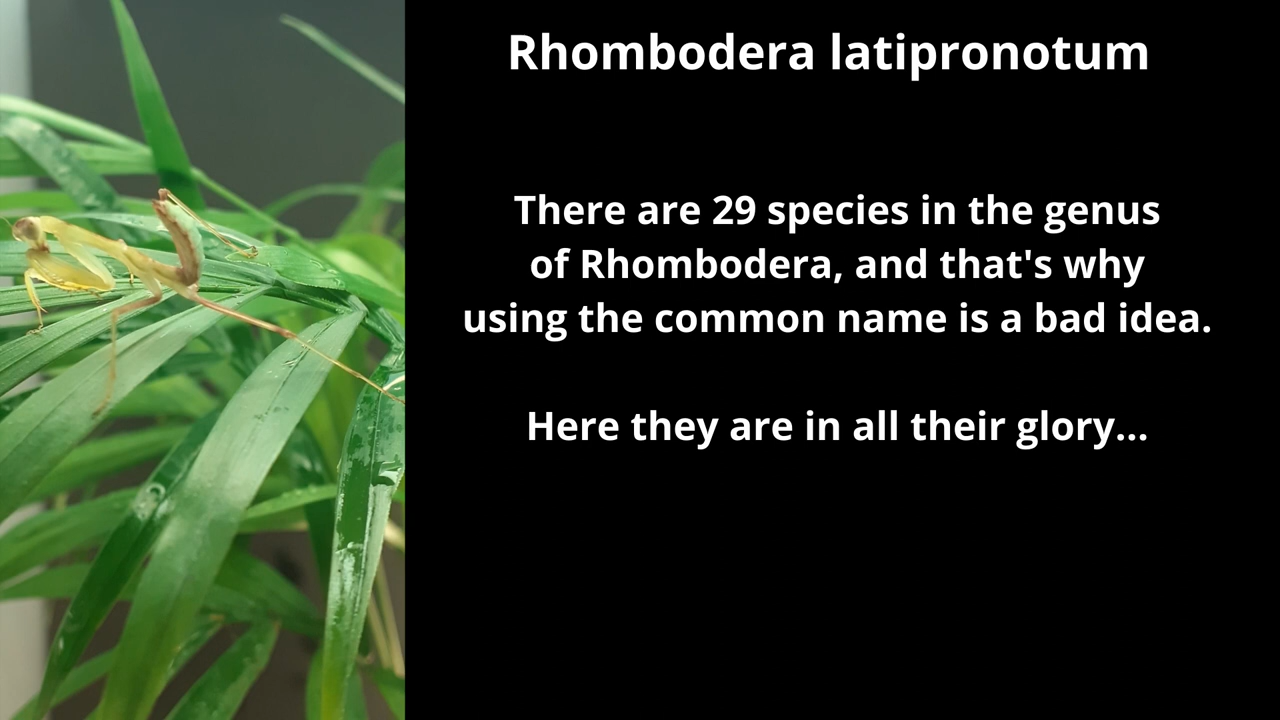 Rhombodera latipronotum
There are 29 species in the genus
of Rhombodera, and that's why
using the common name is a bad idea.
Here they are in all their glory...